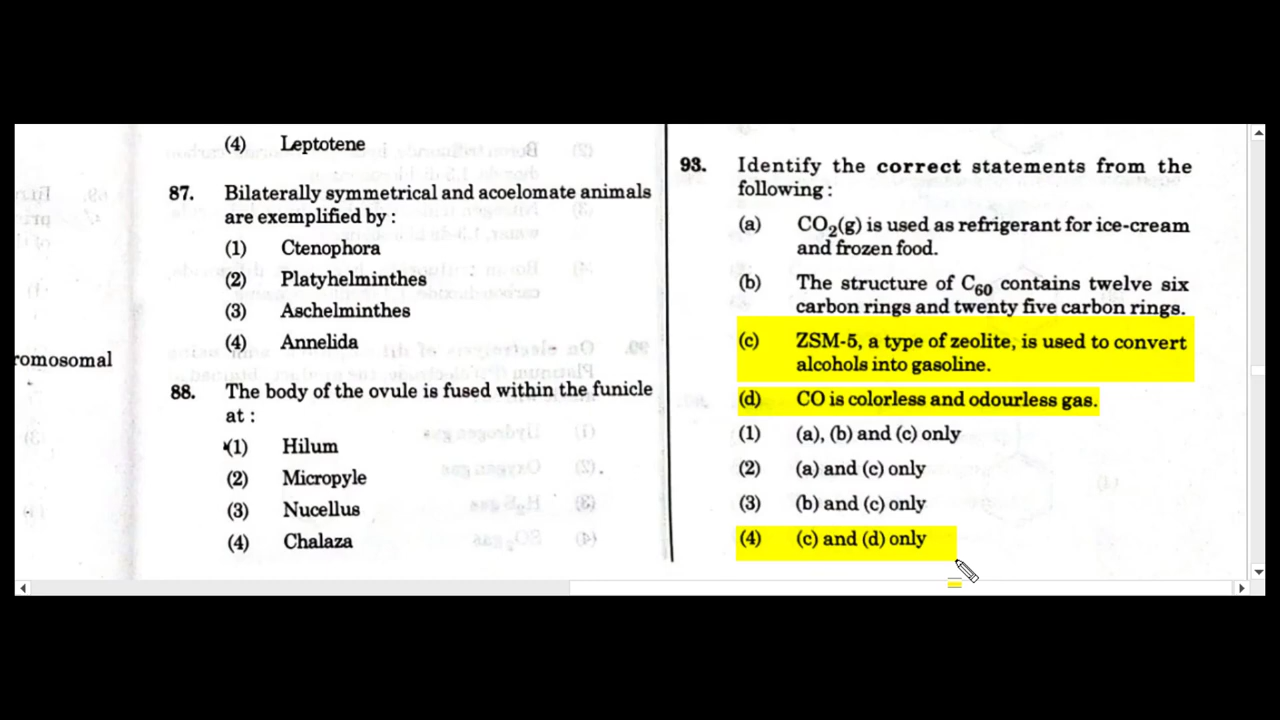 (4) Leptotene
87. Bilaterally symmetrical and acoelomate animals
are exemplified by :
(1) Ctenophora
(2) Platyhelminthes
(3) Aschelminthes
(4) Annelida
romosomal
88. The body of the ovule is fused within the funicle
at :
(1) Hilum
(2) Micropyle
(3) Nucellus
(4) Chalaza
93. Identify the correct statements from the
following :
(a) CO₂(g) is used as refrigerant for ice-cream
and frozen food.
(b) The structure of C₆₀ contains twelve six
carbon rings and twenty five carbon rings.
(c) ZSM-5, a type of zeolite, is used to convert
alcohols into gasoline.
(d) CO is colorless and odourless gas.
(1) (a), (b) and (c) only
(2) (a) and (c) only
(3) (b) and (c) only
(4) (c) and (d) only